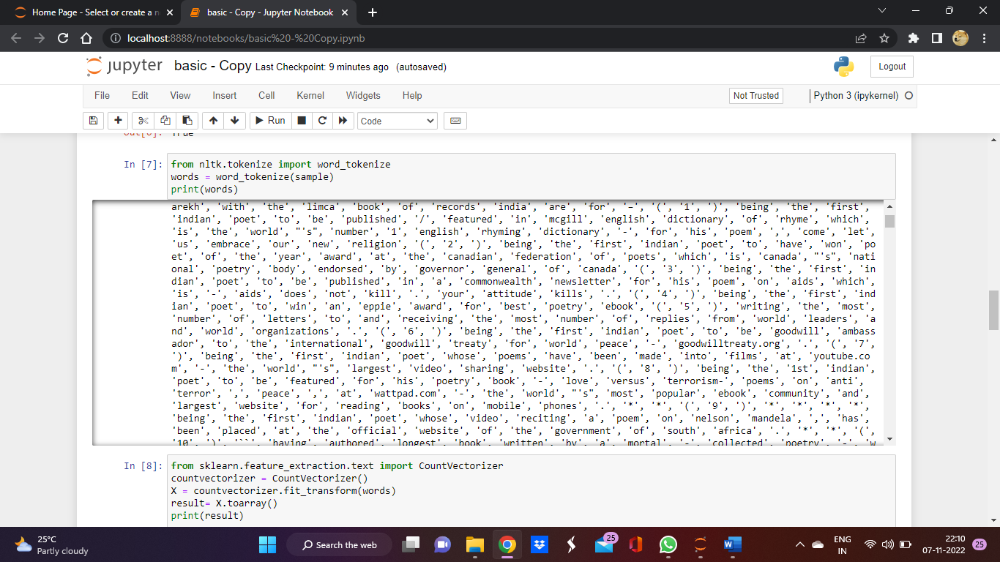 Home Page - Select or create a n
basic - Copy - Jupyter Notebook
localhost:8888/notebooks/basic%20-%20Copy.ipynb
jupyter basic - Copy Last Checkpoint: 9 minutes ago (autosaved)
Logout
File Edit View Insert Cell Kernel Widgets Help
Not Trusted
Python 3 (ipykernel)
Run
Code
In [7]:
from nltk.tokenize import word_tokenize
words = word_tokenize(sample)
print(words)
arekh', 'with', 'the', 'limca', 'book', 'of', 'records', 'india', 'are', 'for', '–', '(', '1', ')', 'being', 'the', 'first',
'indian', 'poet', 'to', 'be', 'published', '/', 'featured', 'in', 'mcgill', 'english', 'dictionary', 'of', 'rhyme', 'which',
'is', 'the', 'world', "'s", 'number', '1', 'english', 'rhyming', 'dictionary', '-', 'for', 'his', 'poem', ',', 'come', 'let',
'us', 'embrace', 'our', 'new', 'religion', '(', '2', ')', 'being', 'the', 'first', 'indian', 'poet', 'to', 'have', 'won', 'po
et', 'of', 'the', 'year', 'award', 'at', 'the', 'canadian', 'federation', 'of', 'poets', 'which', 'is', 'canada', "'s", 'nati
onal', 'poetry', 'body', 'endorsed', 'by', 'governor', 'general', 'of', 'canada', '(', '3', ')', 'being', 'the', 'first', 'in
dian', 'poet', 'to', 'be', 'published', 'in', 'a', 'commonwealth', 'newsletter', 'for', 'his', 'poem', 'on', 'aids', 'which',
'is', '-', 'aids', 'does', 'not', 'kill', '.', 'your', 'attitude', 'kills', '.', '(', '4', ')', 'being', 'the', 'first', 'ind
ian', 'poet', 'to', 'win', 'an', 'eppie', 'award', 'for', 'best', 'poetry', 'ebook', '(', '5', ')', 'writing', 'the', 'most',
'number', 'of', 'letters', 'to', 'and', 'receiving', 'the', 'most', 'number', 'of', 'replies', 'from', 'world', 'leaders', 'a
nd', 'world', 'organizations', '.', '(', '6', ')', 'being', 'the', 'first', 'indian', 'poet', 'to', 'be', 'goodwill', 'ambass
ador', 'to', 'the', 'international', 'goodwill', 'treaty', 'for', 'world', 'peace', '-', 'goodwilltreaty.org', '.', '(', '7',
')', 'being', 'the', 'first', 'indian', 'poet', 'whose', 'poems', 'have', 'been', 'made', 'into', 'films', 'at', 'youtube.co
m', '-', 'the', 'world', "'s", 'largest', 'video', 'sharing', 'website', '.', '(', '8', ')', 'being', 'the', '1st', 'indian',
'poet', 'to', 'be', 'featured', 'for', 'his', 'poetry', 'book', '-', 'love', 'versus', 'terrorism-', 'poems', 'on', 'anti',
'terror', ',', 'peace', ',', 'at', 'wattpad.com', '-', 'the', 'world', "'s", 'most', 'popular', 'ebook', 'community', 'and',
'largest', 'website', 'for', 'reading', 'books', 'on', 'mobile', 'phones', '.', '*', '*', '(', '9', ')', '*', '*', '*', '*',
'being', 'the', 'first', 'indian', 'poet', 'whose', 'video', 'reciting', 'a', 'poem', 'on', 'nelson', 'mandela', ',', 'has',
'been', 'placed', 'at', 'the', 'official', 'website', 'of', 'the', 'government', 'of', 'south', 'africa', '.', '*', '*', '(',
'10', ')', '``', 'having', 'authored', 'longest', 'book', 'written', 'by', 'a', 'mortal', '-', 'collected', 'poetry', '-', 'w
In [8]:
from sklearn.feature_extraction.text import CountVectorizer
countvectorizer = CountVectorizer()
X = countvectorizer.fit_transform(words)
result= X.toarray()
print(result)
25°C
Partly cloudy
Search the web
25
ENG
IN
22:10
07-11-2022
25